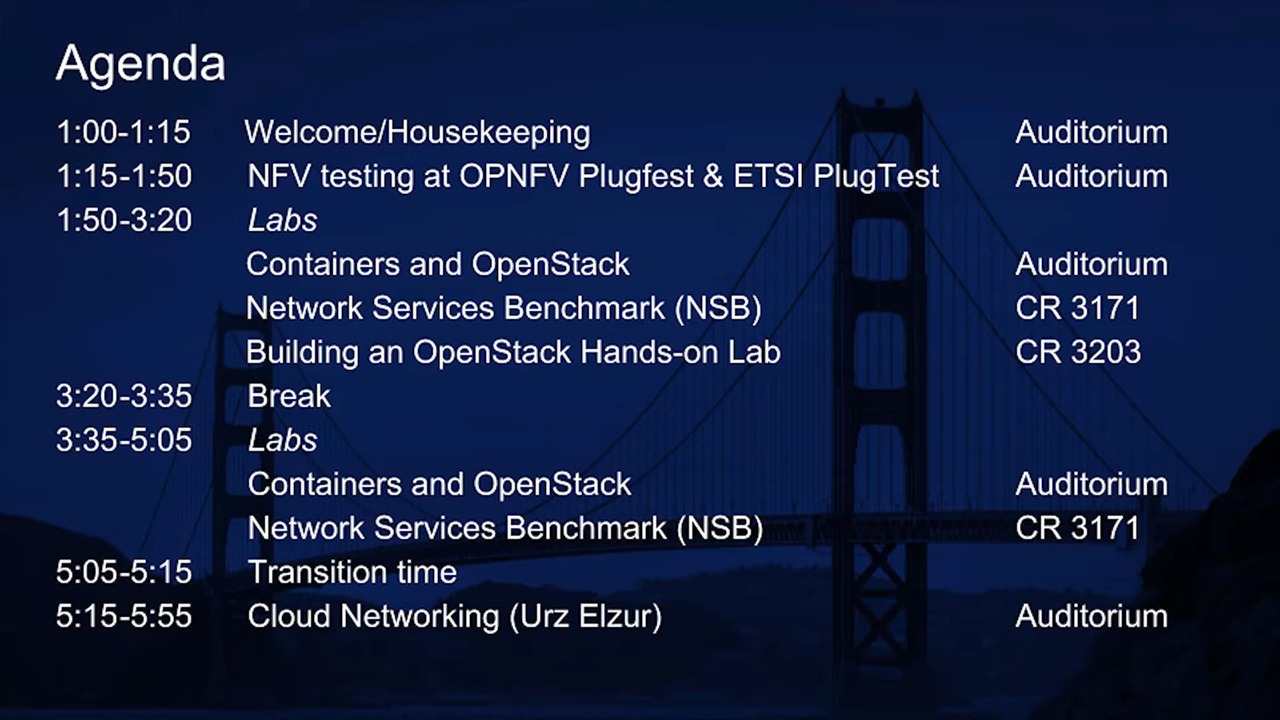 Agenda
1:00-1:15 Welcome/Housekeeping Auditorium
1:15-1:50 NFV testing at OPNFV Plugfest & ETSI PlugTest Auditorium
1:50-3:20 Labs
Containers and OpenStack Auditorium
Network Services Benchmark (NSB) CR 3171
Building an OpenStack Hands-on Lab CR 3203
3:20-3:35 Break
3:35-5:05 Labs
Containers and OpenStack Auditorium
Network Services Benchmark (NSB) CR 3171
5:05-5:15 Transition time
5:15-5:55 Cloud Networking (Urz Elzur) Auditorium